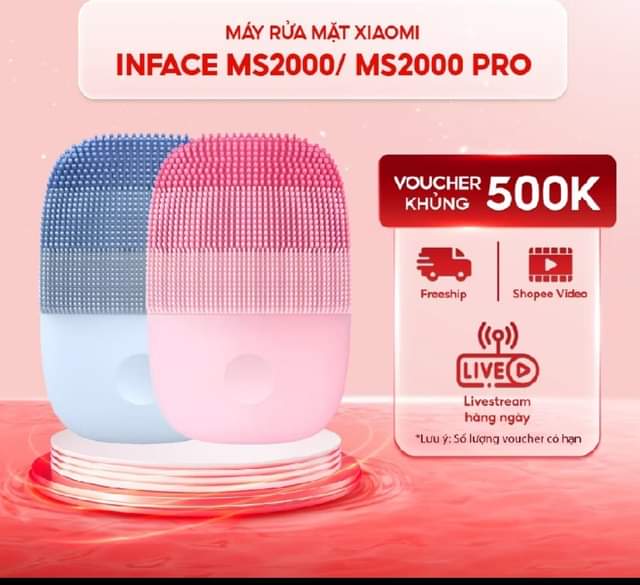 MÁY RỬA MẶT XIAOMI
INFACE MS2000/ MS2000 PRO
VOUCHER KHỦNG 500K
Freeship
Shopee Video
LIVE
Livestream
hàng ngày
*Lưu ý: Số lượng voucher có hạn